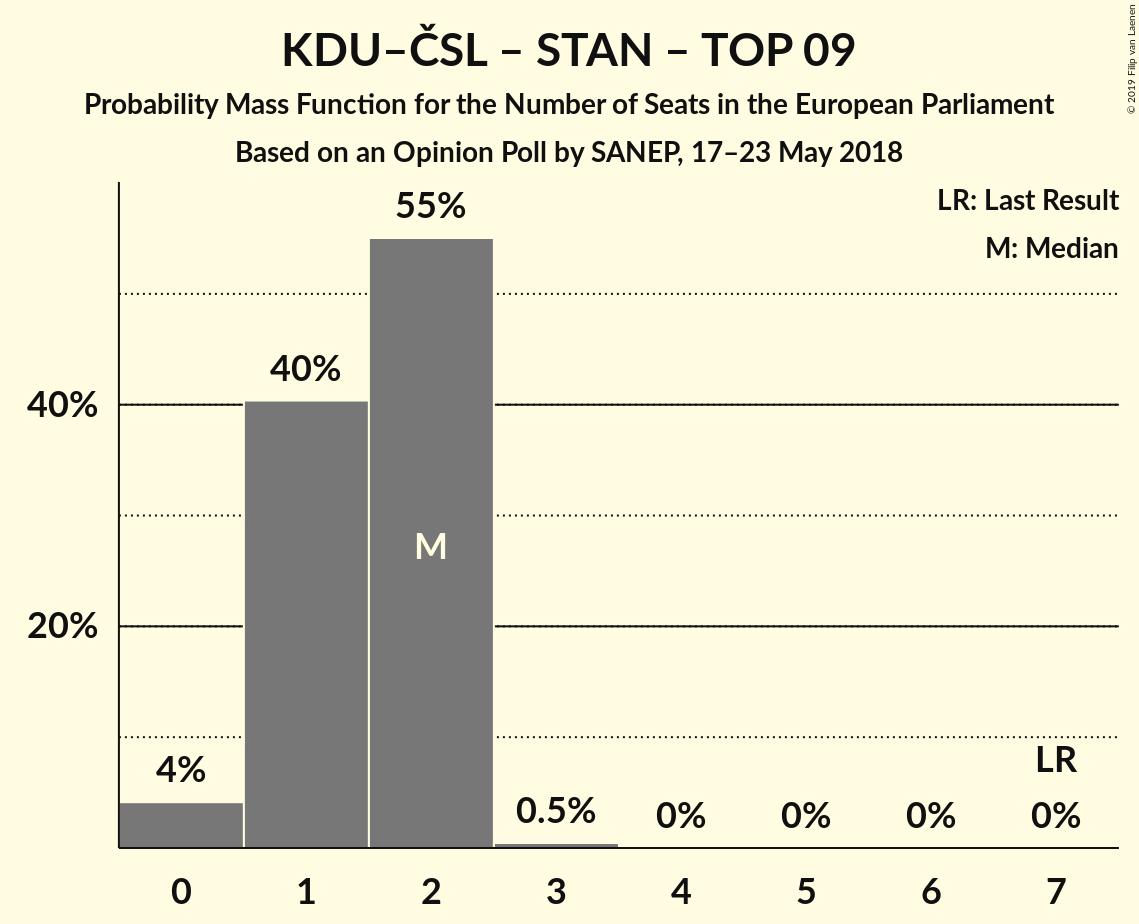 KDU–ČSL – STAN – TOP 09
Probability Mass Function for the Number of Seats in the European Parliament
Based on an Opinion Poll by SANEP, 17–23 May 2018
© 2019 Filip van Laenen
LR: Last Result
M: Median
55%
40%
40%
M
20%
4%
0.5%
0%
0%
0%
LR
0%
0 1 2 3 4 5 6 7